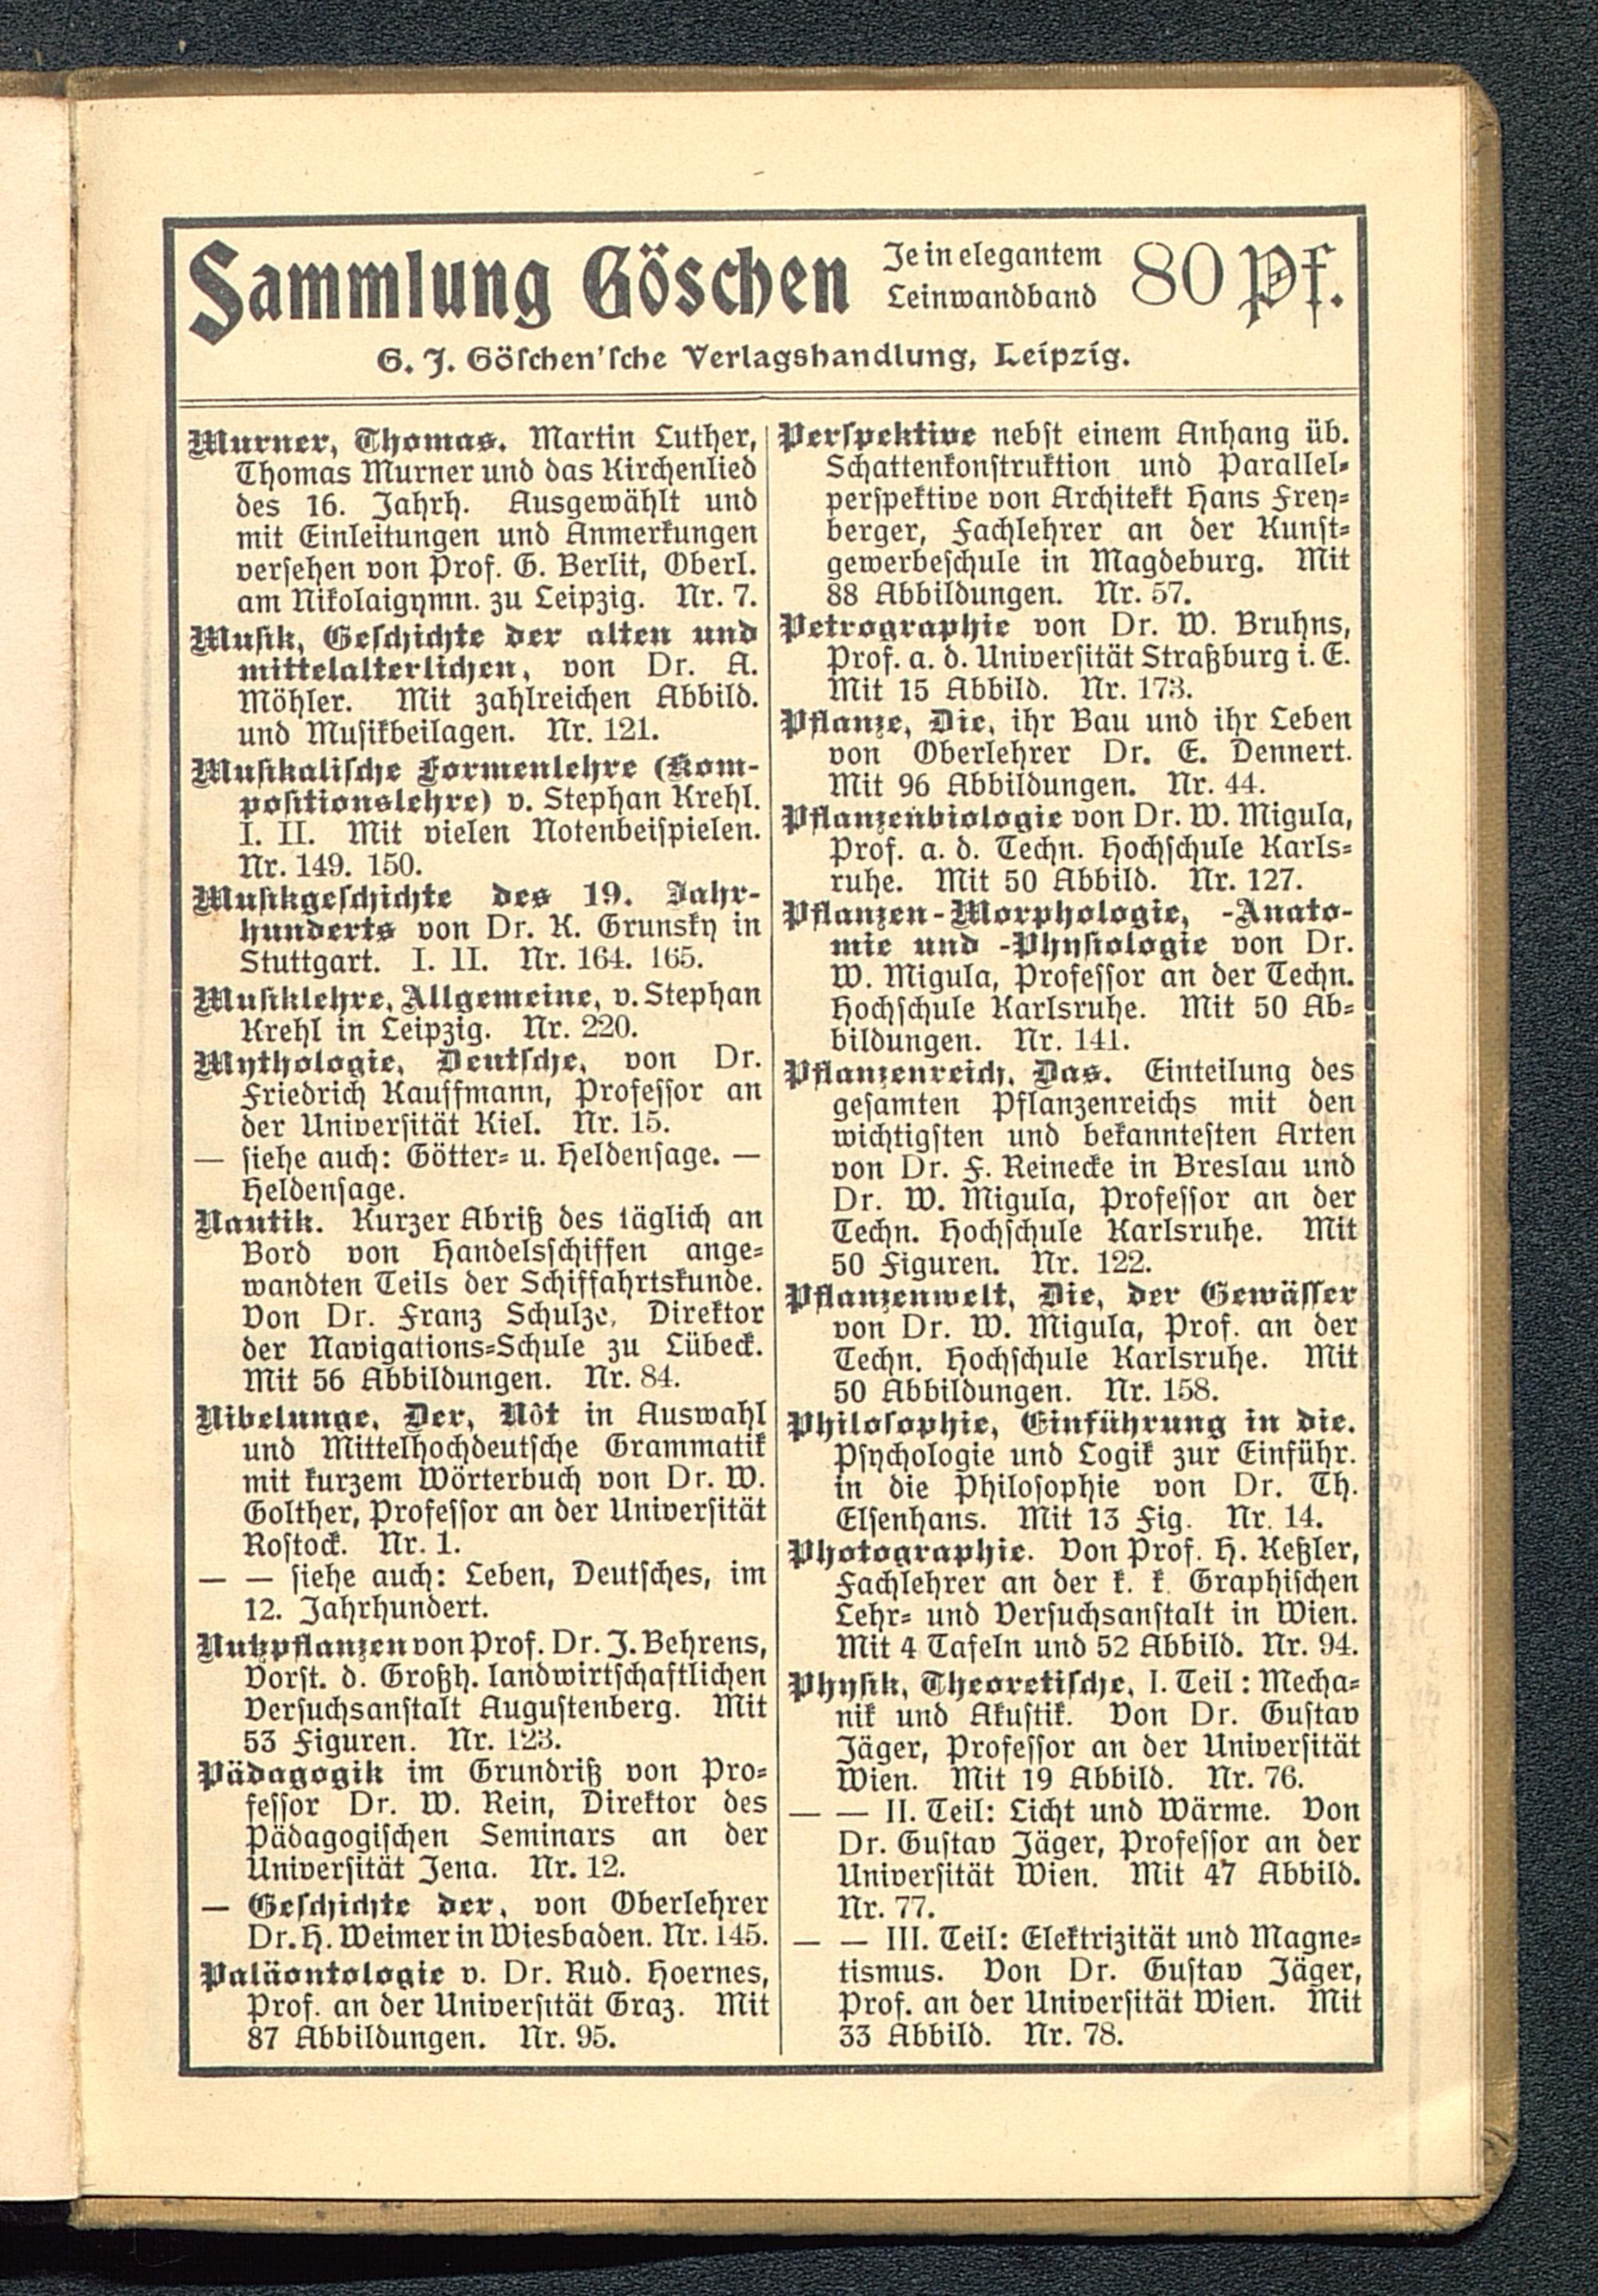 Sammlung Göschen
Je in elegantem
Leinwandband
80 Pf.
G. J. Göschen'sche Verlagshandlung, Leipzig.
Murner, Thomas. Martin Luther,
Thomas Murner und das Kirchenlied
des 16. Jahrh. Ausgewählt und
mit Einleitungen und Anmerkungen
versehen von Prof. G. Berlit, Oberl.
am Nikolaigymn. zu Leipzig. Nr. 7.
Musik, Geschichte der alten und
mittelalterlichen, von Dr. A.
Möhler. Mit zahlreichen Abbild.
und Musikbeilagen. Nr. 121.
Musikalische Formenlehre (Kom-
positionslehre) v. Stephan Krehl.
I. II. Mit vielen Notenbeispielen.
Nr. 149. 150.
Musikgeschichte des 19. Jahr-
hunderts von Dr. K. Grunsky in
Stuttgart. I. II. Nr. 164. 165.
Musiklehre, Allgemeine, v. Stephan
Krehl in Leipzig. Nr. 220.
Mythologie, Deutsche, von Dr.
Friedrich Kauffmann, Professor an
der Universität Kiel. Nr. 15.
— siehe auch: Götter- u. Heldensage. —
Heldensage.
Nautik. Kurzer Abriß des täglich an
Bord von Handelsschiffen ange-
wandten Teils der Schiffahrtskunde.
Von Dr. Franz Schulze, Direktor
der Navigations-Schule zu Lübeck.
Mit 56 Abbildungen. Nr. 84.
Nibelunge, Der, Nôt in Auswahl
und Mittelhochdeutsche Grammatik
mit kurzem Wörterbuch von Dr. W.
Golther, Professor an der Universität
Rostock. Nr. 1.
— — siehe auch: Leben, Deutsches, im
12. Jahrhundert.
Nutzpflanzen von Prof. Dr. J. Behrens,
Vorst. d. Großh. landwirtschaftlichen
Versuchsanstalt Augustenberg. Mit
53 Figuren. Nr. 123.
Pädagogik im Grundriß von Pro-
fessor Dr. W. Rein, Direktor des
Pädagogischen Seminars an der
Universität Jena. Nr. 12.
— Geschichte der, von Oberlehrer
Dr. H. Weimer in Wiesbaden. Nr. 145.
Paläontologie v. Dr. Rud. Hoernes,
Prof. an der Universität Graz. Mit
87 Abbildungen. Nr. 95.
Perspektive nebst einem Anhang üb.
Schattenkonstruktion und Parallel-
perspektive von Architekt Hans Frey-
berger, Fachlehrer an der Kunst-
gewerbeschule in Magdeburg. Mit
88 Abbildungen. Nr. 57.
Petrographie von Dr. W. Bruhns,
Prof. a. d. Universität Straßburg i. E.
Mit 15 Abbild. Nr. 173.
Pflanze, Die, ihr Bau und ihr Leben
von Oberlehrer Dr. E. Dennert.
Mit 96 Abbildungen. Nr. 44.
Pflanzenbiologie von Dr. W. Migula,
Prof. a. d. Techn. Hochschule Karls-
ruhe. Mit 50 Abbild. Nr. 127.
Pflanzen-Morphologie, -Anato-
mie und -Physiologie von Dr.
W. Migula, Professor an der Techn.
Hochschule Karlsruhe. Mit 50 Ab-
bildungen. Nr. 141.
Pflanzenreich, Das. Einteilung des
gesamten Pflanzenreichs mit den
wichtigsten und bekanntesten Arten
von Dr. F. Reinecke in Breslau und
Dr. W. Migula, Professor an der
Techn. Hochschule Karlsruhe. Mit
50 Figuren. Nr. 122.
Pflanzenwelt, Die, der Gewässer
von Dr. W. Migula, Prof. an der
Techn. Hochschule Karlsruhe. Mit
50 Abbildungen. Nr. 158.
Philosophie, Einführung in die.
Psychologie und Logik zur Einführ.
in die Philosophie von Dr. Th.
Elsenhans. Mit 13 Fig. Nr. 14.
Photographie. Von Prof. H. Keßler,
Fachlehrer an der k. k. Graphischen
Lehr- und Versuchsanstalt in Wien.
Mit 4 Tafeln und 52 Abbild. Nr. 94.
Physik, Theoretische, I. Teil: Mecha-
nik und Akustik. Von Dr. Gustav
Jäger, Professor an der Universität
Wien. Mit 19 Abbild. Nr. 76.
— — II. Teil: Licht und Wärme. Von
Dr. Gustav Jäger, Professor an der
Universität Wien. Mit 47 Abbild.
Nr. 77.
— — III. Teil: Elektrizität und Magne-
tismus. Von Dr. Gustav Jäger,
Prof. an der Universität Wien. Mit
33 Abbild. Nr. 78.